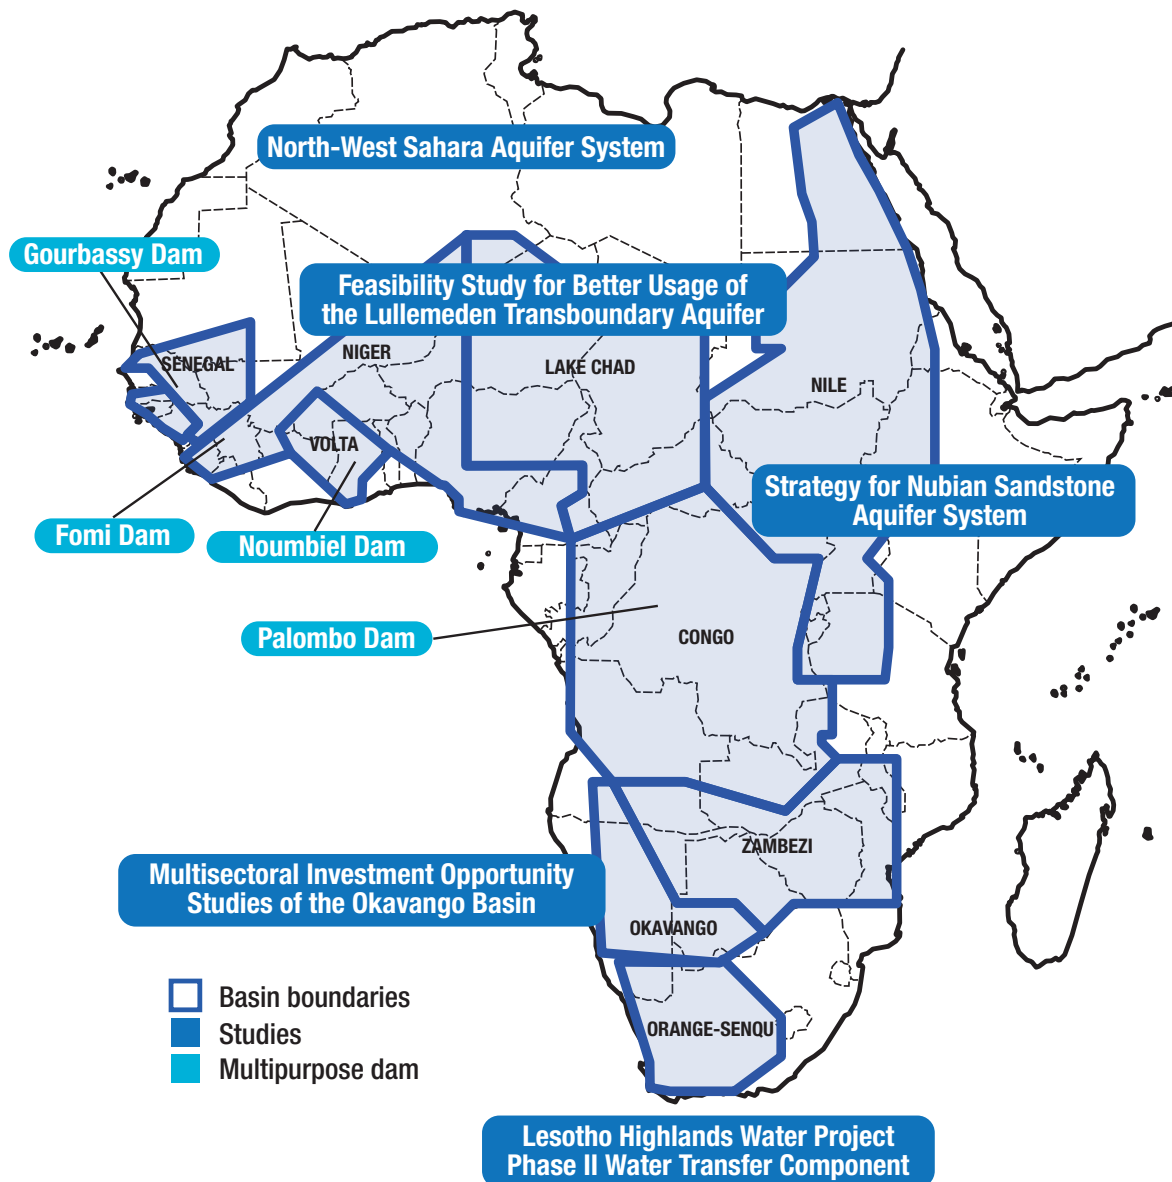 North-West Sahara Aquifer System
Gourbassy Dam
Feasibility Study for Better Usage of
the Lullemeden Transboundary Aquifer
SENEGAL
NIGER
LAKE CHAD
NILE
VOLTA
Strategy for Nubian Sandstone
Aquifer System
Fomi Dam
Noumbiel Dam
Palombo Dam
CONGO
ZAMBEZI
Multisectoral Investment Opportunity
Studies of the Okavango Basin
OKAVANGO
Basin boundaries
Studies
Multipurpose dam
ORANGE-SENQU
Lesotho Highlands Water Project
Phase II Water Transfer Component